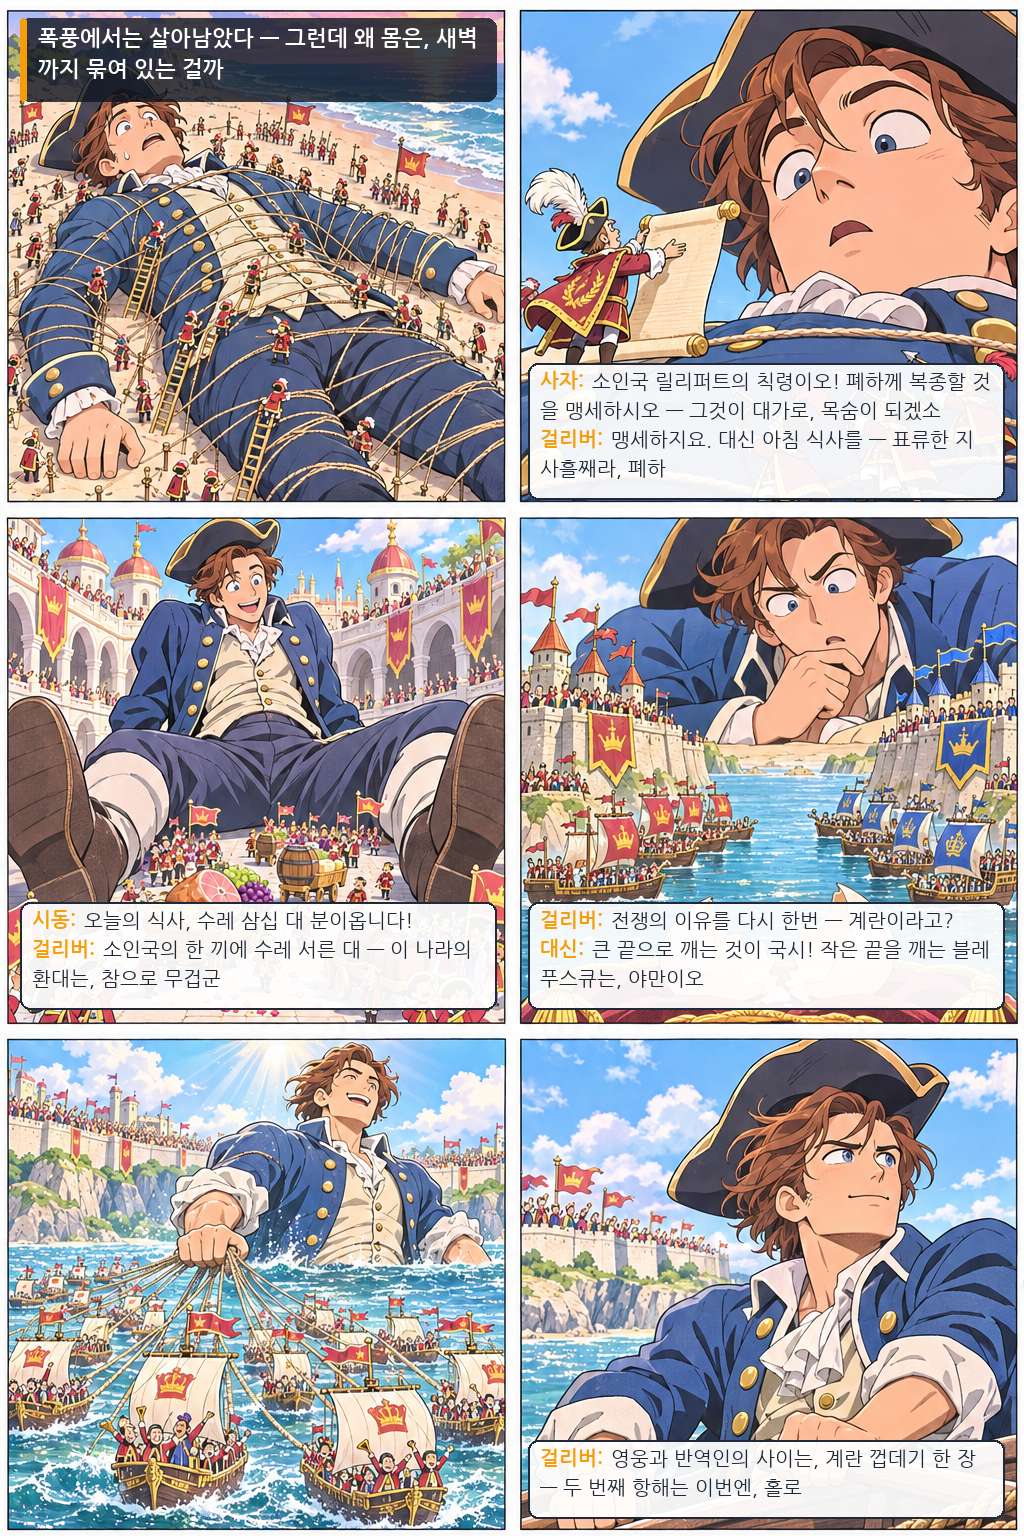 폭풍에서는 살아남았다 — 그런데 왜 몸은, 새벽
까지 묶여 있는 걸까
사자: 소인국 릴리퍼트의 칙령이오! 폐하께 복종할 것
을 맹세하시오 — 그것이 대가로, 목숨이 되겠소
걸리버: 맹세하지요. 대신 아침 식사를 — 표류한 지
사흘째라, 폐하
시동: 오늘의 식사, 수레 삼십 대 분이옵니다!
걸리버: 소인국의 한 끼에 수레 서른 대 — 이 나라의
환대는, 참으로 무겁군
걸리버: 전쟁의 이유를 다시 한번 — 계란이라고?
대신: 큰 끝으로 깨는 것이 국시! 작은 끝을 깨는 블레
푸스큐는, 야만이오
걸리버: 영웅과 반역인의 사이는, 계란 껍데기 한 장
— 두 번째 항해는 이번엔, 홀로